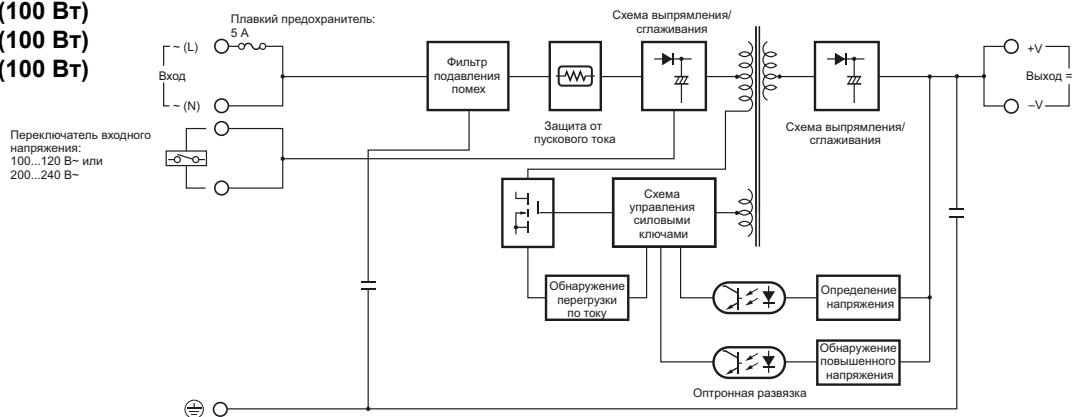 (100 Вт)
(100 Вт)
(100 Вт)
Плавкий предохранитель:
5 А
~ (L)
Вход
~ (N)
Переключатель входного
напряжения:
100...120 В~ или
200...240 В~
Фильтр
подавления
помех
Защита от
пускового тока
Схема выпрямления/
сглаживания
Схема выпрямления/
сглаживания
+V
Выход =
–V
Схема
управления
силовыми
ключами
Обнаружение
перегрузки
по току
Определение
напряжения
Обнаружение
повышенного
напряжения
Оптронная развязка